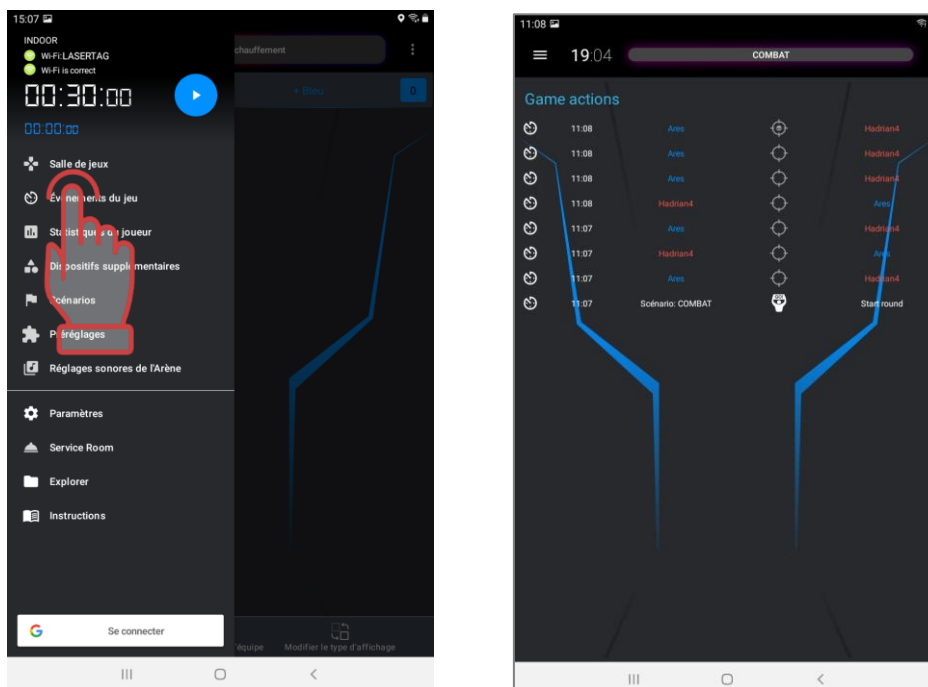 15:07
INDOOR
Wi-Fi:LASERTAG
Wi-Fi is correct
00:30:00
00:00:00
Salle de jeux
Événements du jeu
Statistiques du joueur
Dispositifs supplémentaires
Scénarios
Préréglages
Réglages sonores de l'Arène
Paramètres
Service Room
Explorer
Instructions
G Se connecter
chauffement
+ Bleu 0
'équipe Modifier le type d'affichage
11:08
19:04 COMBAT
Game actions
11:08 Ares Hadrian4
11:08 Ares Hadrian4
11:08 Ares Hadrian4
11:08 Hadrian4 Ares
11:07 Ares Hadrian4
11:07 Hadrian4 Ares
11:07 Ares Hadrian4
11:07 Scénario: COMBAT Start round